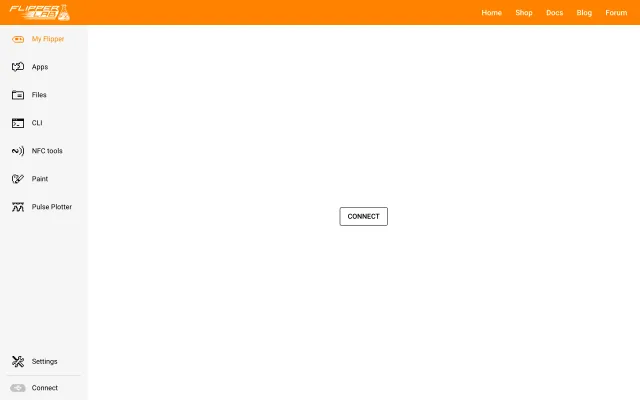 FLIPPER
LAB
Home
Shop
Docs
Blog
Forum
My Flipper
Apps
Files
CLI
NFC tools
Paint
Pulse Plotter
CONNECT
Settings
Connect